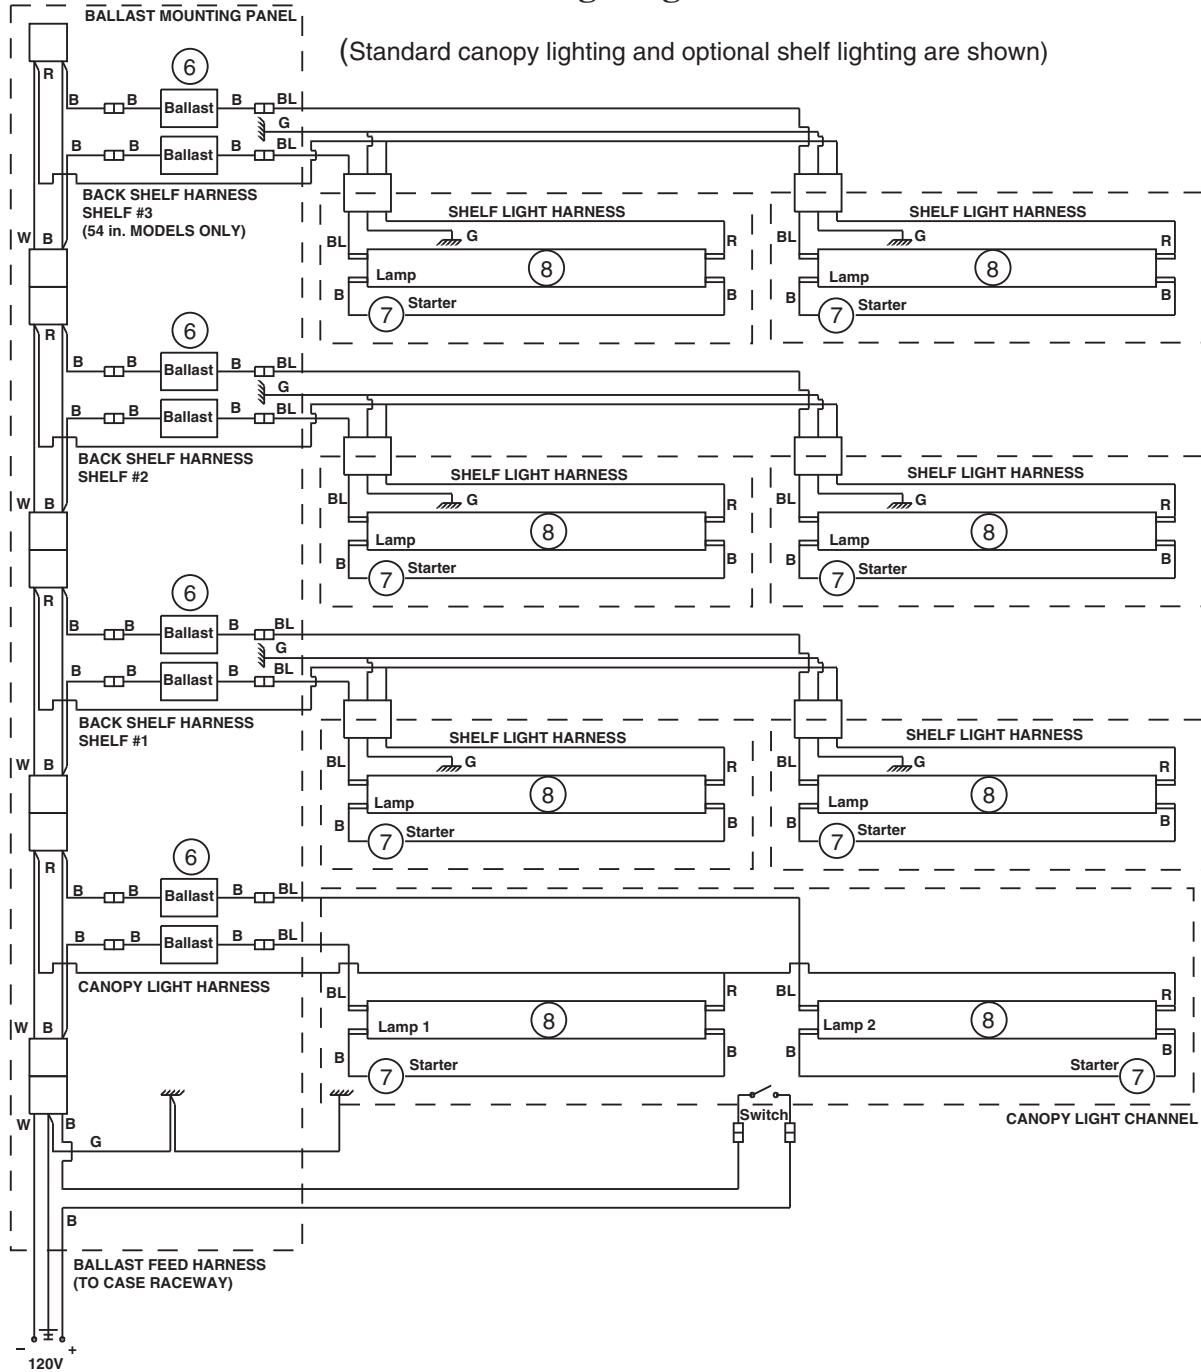 BALLAST MOUNTING PANEL
(Standard canopy lighting and optional shelf lighting are shown)
R
6
B B Ballast B BL
G
B B Ballast B BL
BACK SHELF HARNESS
SHELF #3
(54 in. MODELS ONLY)
SHELF LIGHT HARNESS SHELF LIGHT HARNESS
W B BL G R BL G R
Lamp 8 Lamp 8
B Starter B B Starter B
7 7
6
R
B B Ballast B BL
G
B B Ballast B BL
BACK SHELF HARNESS
SHELF #2
SHELF LIGHT HARNESS SHELF LIGHT HARNESS
W B BL G R BL G R
Lamp 8 Lamp 8
B Starter B B Starter B
7 7
R 6
B B Ballast B BL
G
B B Ballast B BL
BACK SHELF HARNESS
SHELF #1
SHELF LIGHT HARNESS SHELF LIGHT HARNESS
W B BL G R BL G R
Lamp 8 Lamp 8
B Starter B B Starter B
7 7
R 6
B B Ballast B BL
B B Ballast B BL
CANOPY LIGHT HARNESS
BL R BL R
W B Lamp 1 8 Lamp 2 8
B Starter B B Starter B
7 7
Switch
CANOPY LIGHT CHANNEL
W B
G
B
BALLAST FEED HARNESS
(TO CASE RACEWAY)
– +
120V